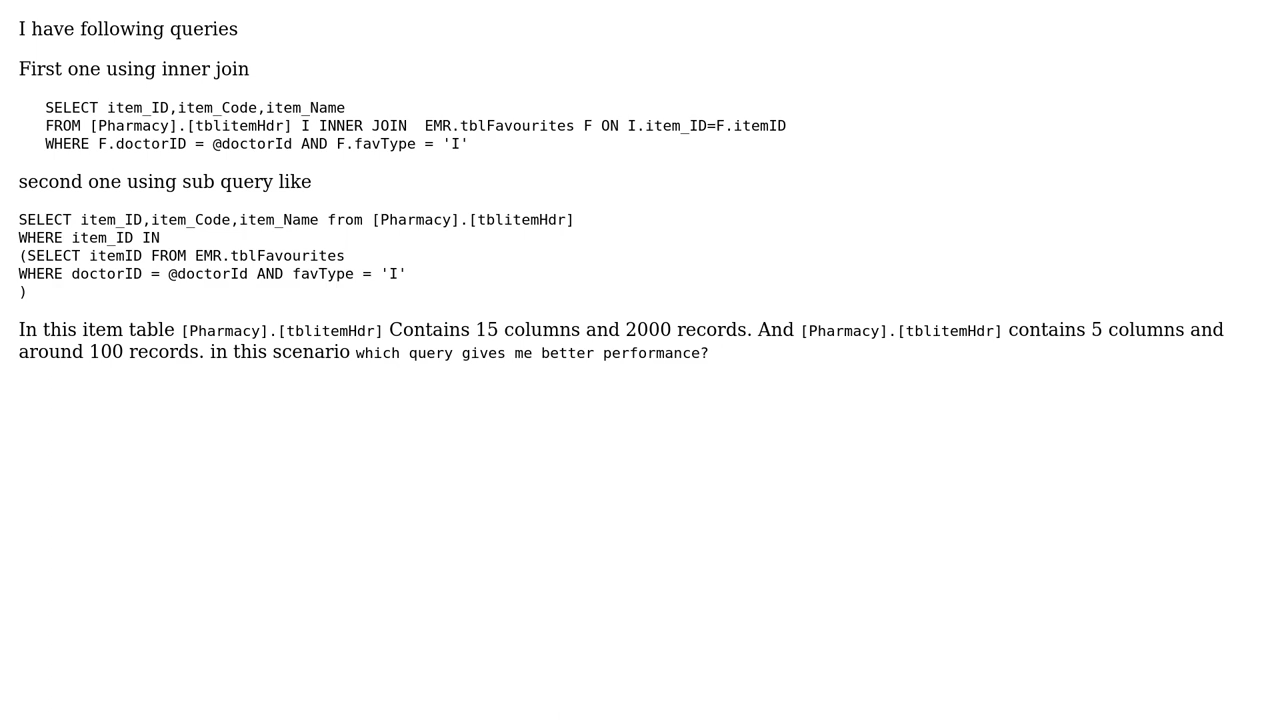 I have following queries
First one using inner join
SELECT item_ID,item_Code,item_Name
FROM [Pharmacy].[tblitemHdr] I INNER JOIN  EMR.tblFavourites F ON I.item_ID=F.itemID
WHERE F.doctorID = @doctorId AND F.favType = 'I'
second one using sub query like
SELECT item_ID,item_Code,item_Name from [Pharmacy].[tblitemHdr]
WHERE item_ID IN
(SELECT itemID FROM EMR.tblFavourites
WHERE doctorID = @doctorId AND favType = 'I'
)
In this item table [Pharmacy].[tblitemHdr] Contains 15 columns and 2000 records. And [Pharmacy].[tblitemHdr] contains 5 columns and
around 100 records. in this scenario which query gives me better performance?